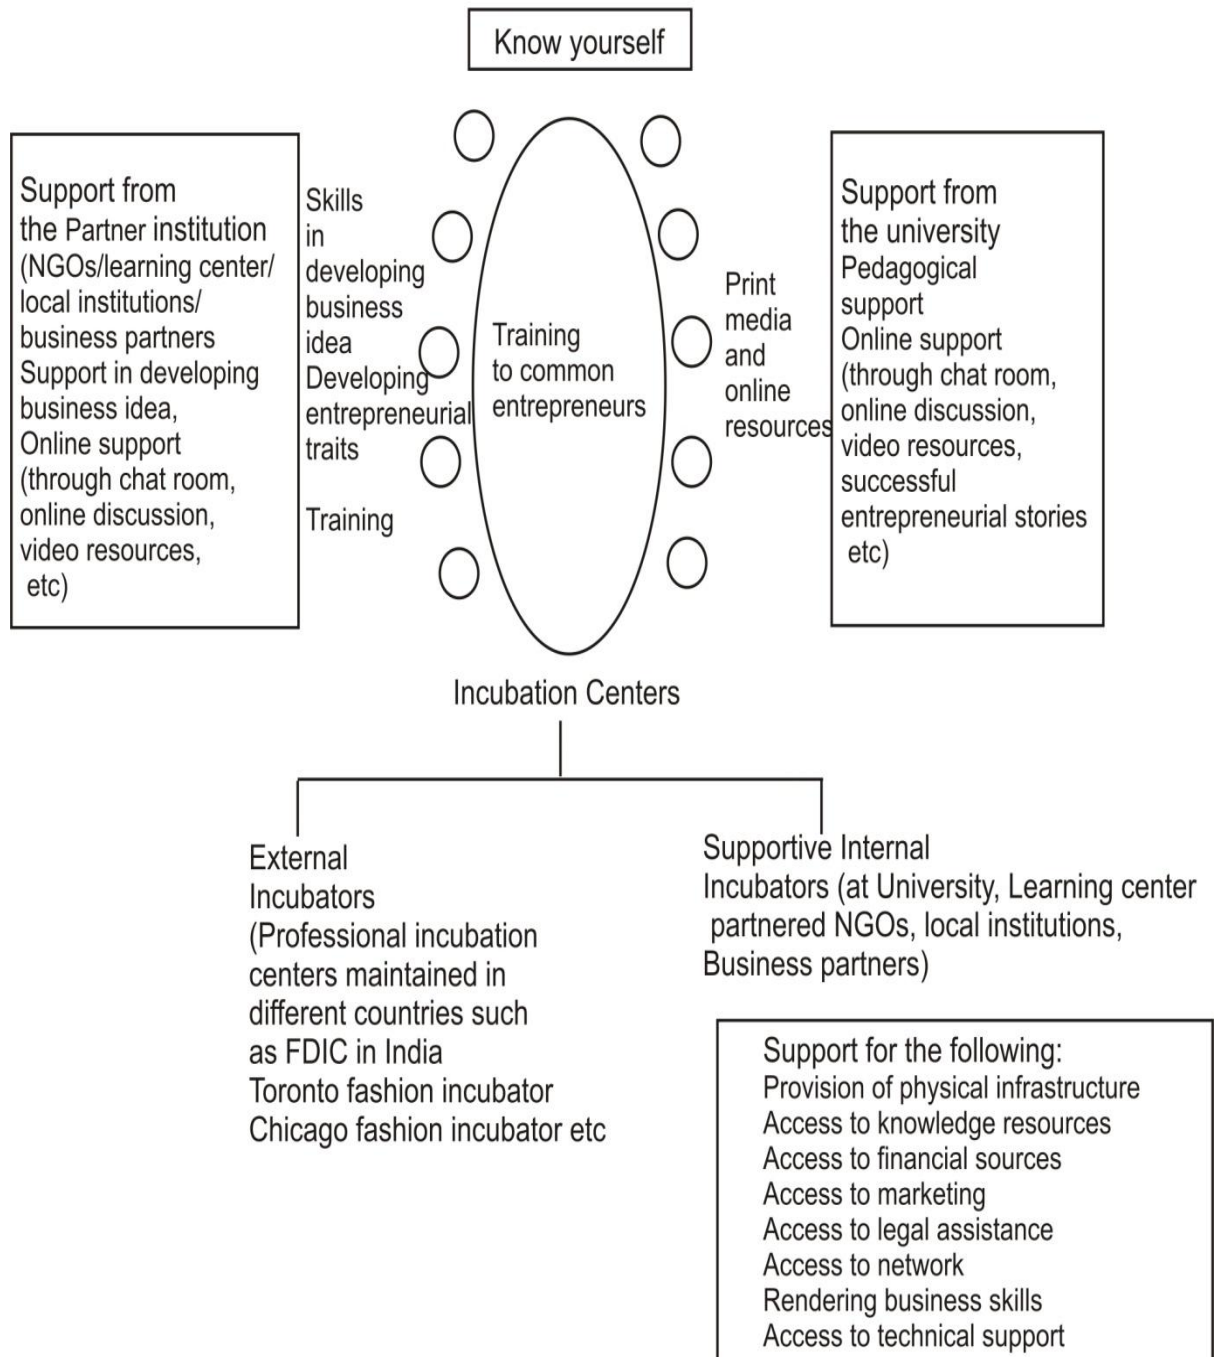 Know yourself
Support from
the Partner institution
(NGOs/learning center/
local institutions/
business partners
Support in developing
business idea,
Online support
(through chat room,
online discussion,
video resources,
etc)
Skills
in
developing
business
idea
Developing
entrepreneurial
traits
Training
Training
to common
entrepreneurs
Print
media
and
online
resources
Support from
the university
Pedagogical
support
Online support
(through chat room,
online discussion,
video resources,
successful
entrepreneurial stories
etc)
Incubation Centers
External
Incubators
(Professional incubation
centers maintained in
different countries such
as FDIC in India
Toronto fashion incubator
Chicago fashion incubator etc
Supportive Internal
Incubators (at University, Learning center
partnered NGOs, local institutions,
Business partners)
Support for the following:
Provision of physical infrastructure
Access to knowledge resources
Access to financial sources
Access to marketing
Access to legal assistance
Access to network
Rendering business skills
Access to technical support